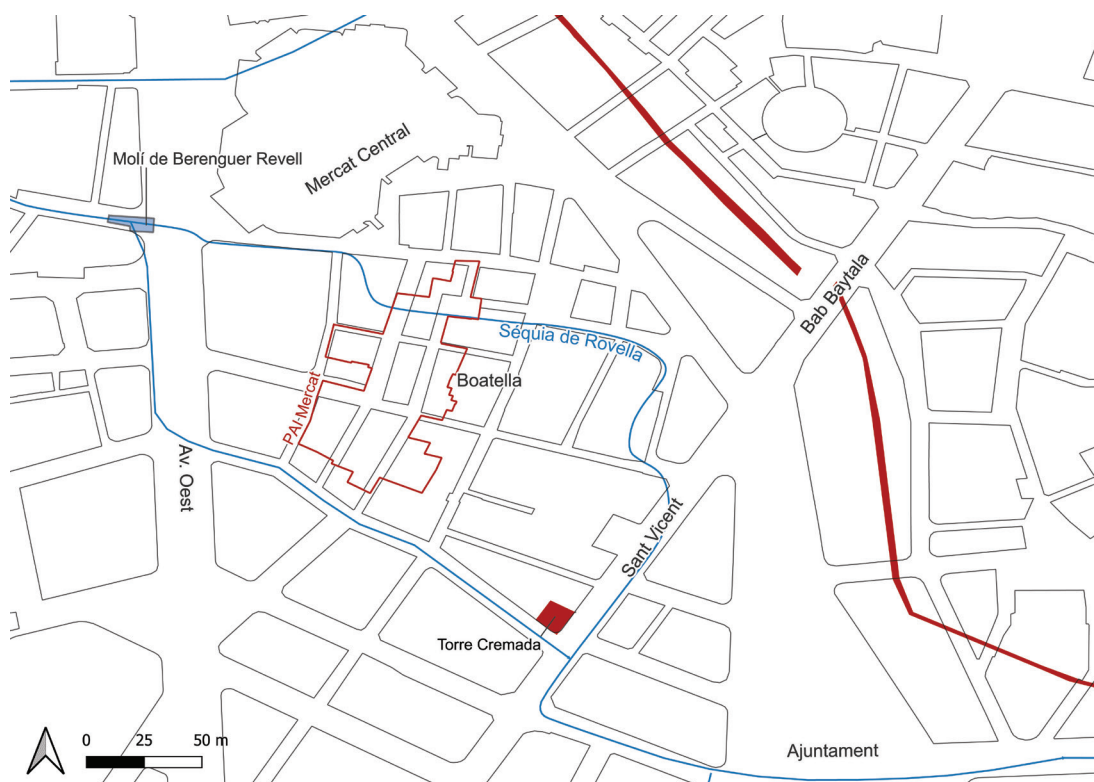 Mercat Central
Molí de Berenguer Revell
Bab Baytala
Séquia de Rovella
Boatella
PAI-Mercat
Av. Oest
Sant Vicent
Torre Cremada
Ajuntament
0 25 50 m